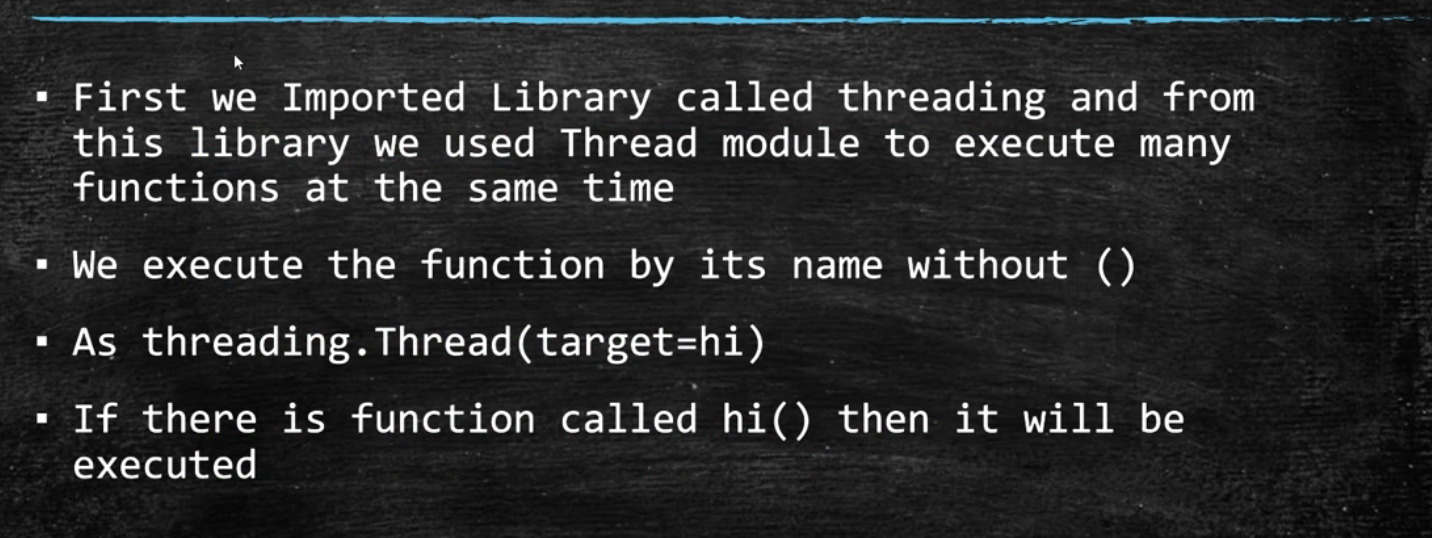 ▪ First we Imported Library called threading and from
this library we used Thread module to execute many
functions at the same time
▪ We execute the function by its name without ()
▪ As threading.Thread(target=hi)
▪ If there is function called hi() then it will be
executed